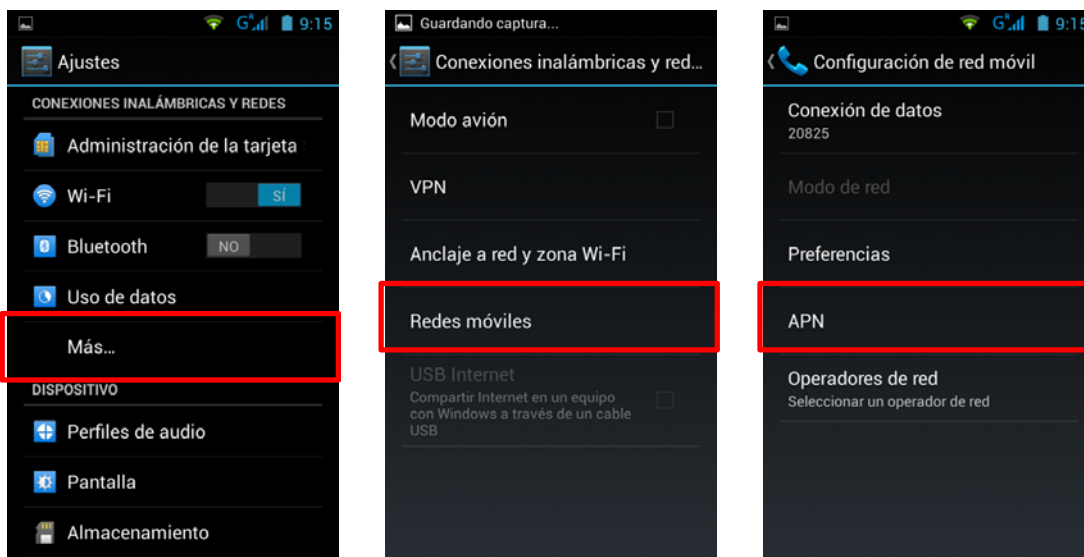 G R 9:15
Ajustes
CONEXIONES INALÁMBRICAS Y REDES
Administración de la tarjeta
Wi-Fi SÍ
Bluetooth NO
Uso de datos
Más...
DISPOSITIVO
Perfiles de audio
Pantalla
Almacenamiento
Guardando captura...
Conexiones inalámbricas y red...
Modo avión
VPN
Anclaje a red y zona Wi-Fi
Redes móviles
USB Internet
Compartir Internet en un equipo
con Windows a través de un cable
USB
G R 9:15
Configuración de red móvil
Conexión de datos
20825
Modo de red
Preferencias
APN
Operadores de red
Seleccionar un operador de red